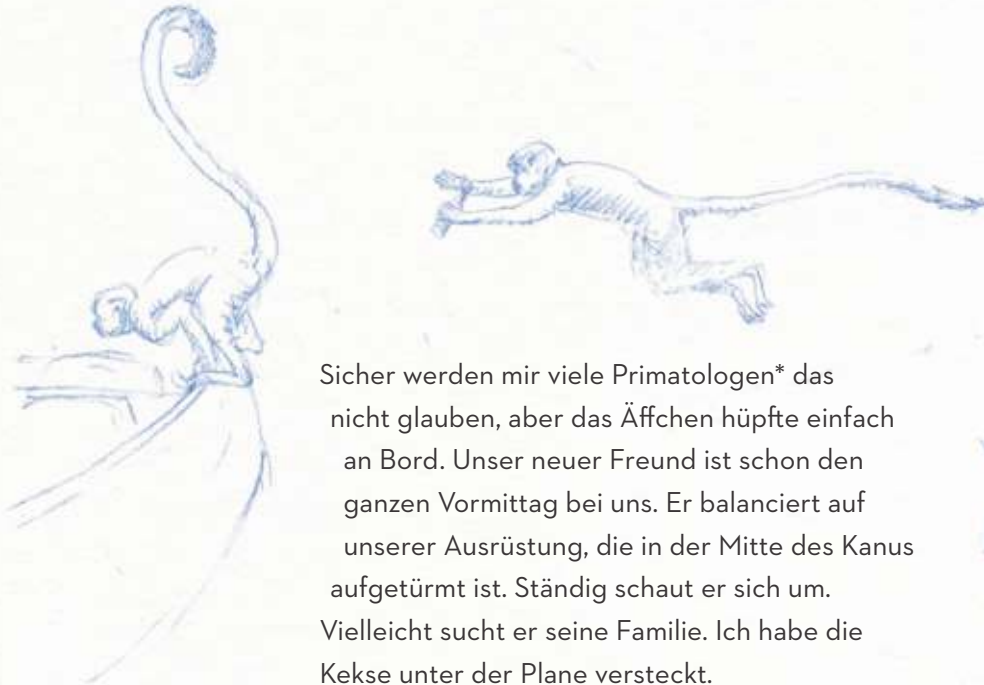 Sicher werden mir viele Primatologen* das
nicht glauben, aber das Äffchen hüpfte einfach
an Bord. Unser neuer Freund ist schon den
ganzen Vormittag bei uns. Er balanciert auf
unserer Ausrüstung, die in der Mitte des Kanus
aufgetürmt ist. Ständig schaut er sich um.
Vielleicht sucht er seine Familie. Ich habe die
Kekse unter der Plane versteckt.